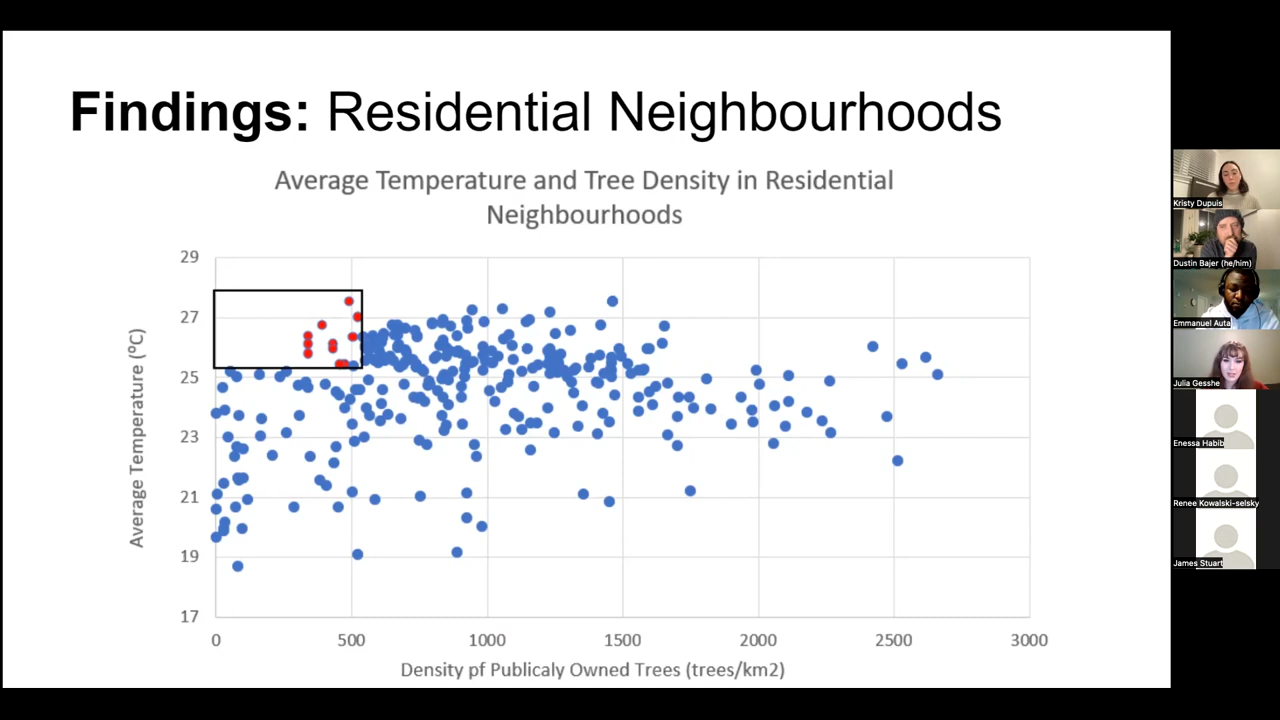 Findings: Residential Neighbourhoods
Average Temperature and Tree Density in Residential
Neighbourhoods
29
27
25
23
21
19
17
Average Temperature (ºC)
0 500 1000 1500 2000 2500 3000
Density pf Publicaly Owned Trees (trees/km2)
Kristy Dupuis
Dustin Bajer (he/him)
Emmanuel Auta
Julia Gesshe
Enessa Habib
Renee Kowalski-selsky
James Stuart